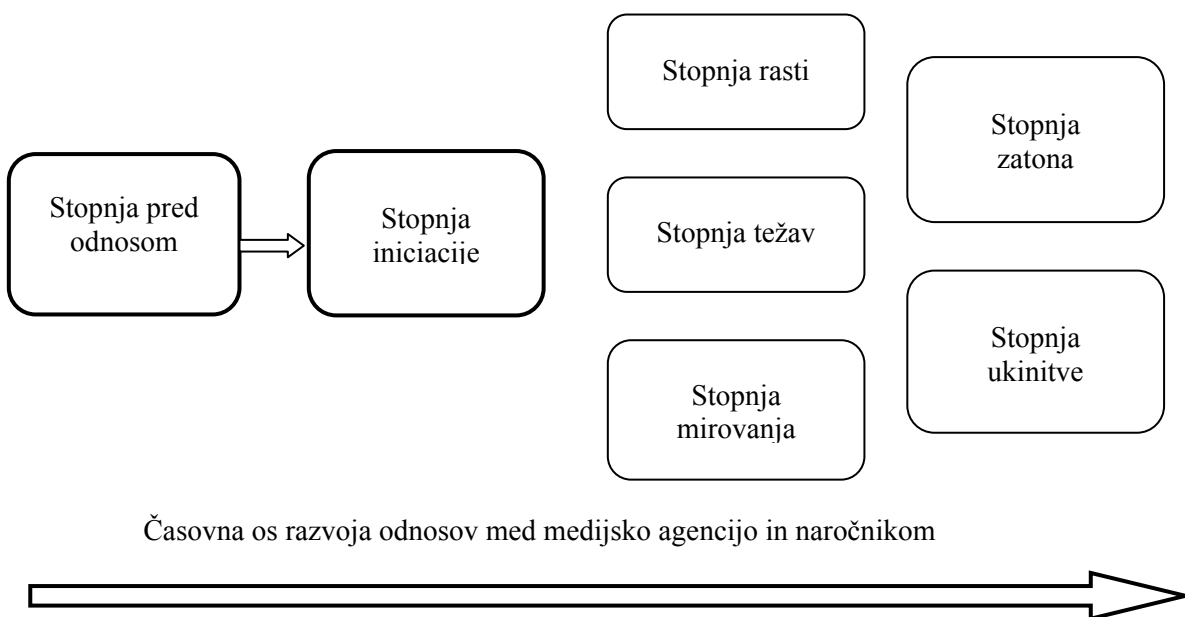 Stopnja pred
odnosom
Stopnja
iniciacije
Stopnja rasti
Stopnja težav
Stopnja
mirovanja
Stopnja
zatona
Stopnja
ukinitve
Časovna os razvoja odnosov med medijsko agencijo in naročnikom